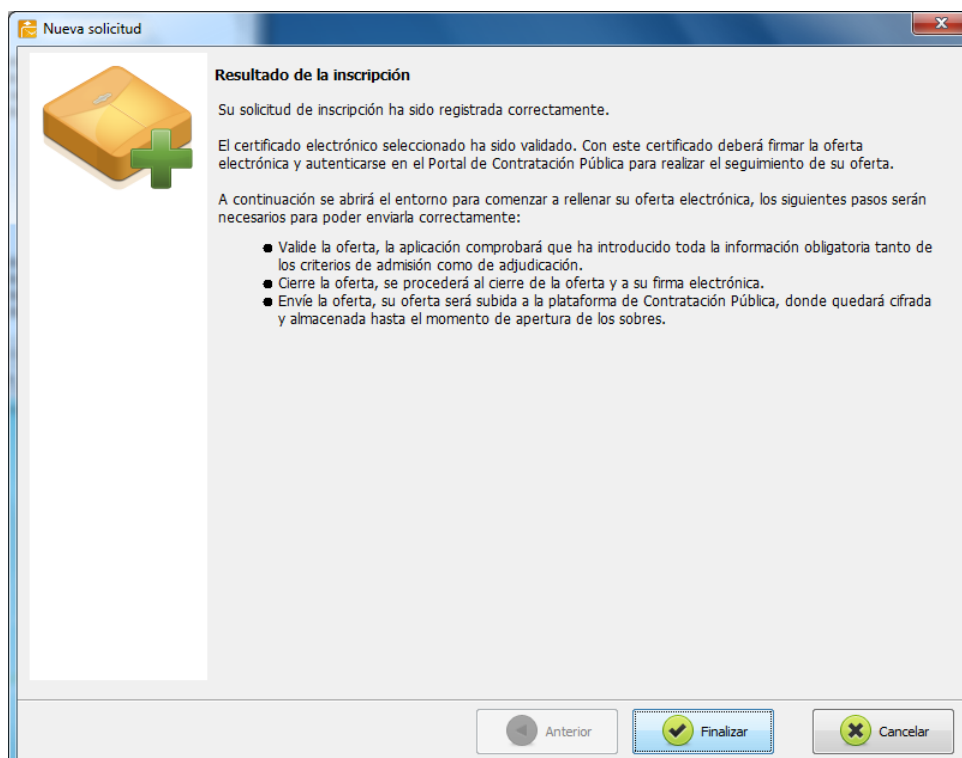 Nueva solicitud
Resultado de la inscripción
Su solicitud de inscripción ha sido registrada correctamente.
El certificado electrónico seleccionado ha sido validado. Con este certificado deberá firmar la oferta
electrónica y autenticarse en el Portal de Contratación Pública para realizar el seguimiento de su oferta.
A continuación se abrirá el entorno para comenzar a rellenar su oferta electrónica, los siguientes pasos serán
necesarios para poder enviarla correctamente:
● Valide la oferta, la aplicación comprobará que ha introducido toda la información obligatoria tanto de
los criterios de admisión como de adjudicación.
● Cierre la oferta, se procederá al cierre de la oferta y a su firma electrónica.
● Envíe la oferta, su oferta será subida a la plataforma de Contratación Pública, donde quedará cifrada
y almacenada hasta el momento de apertura de los sobres.
Anterior Finalizar Cancelar